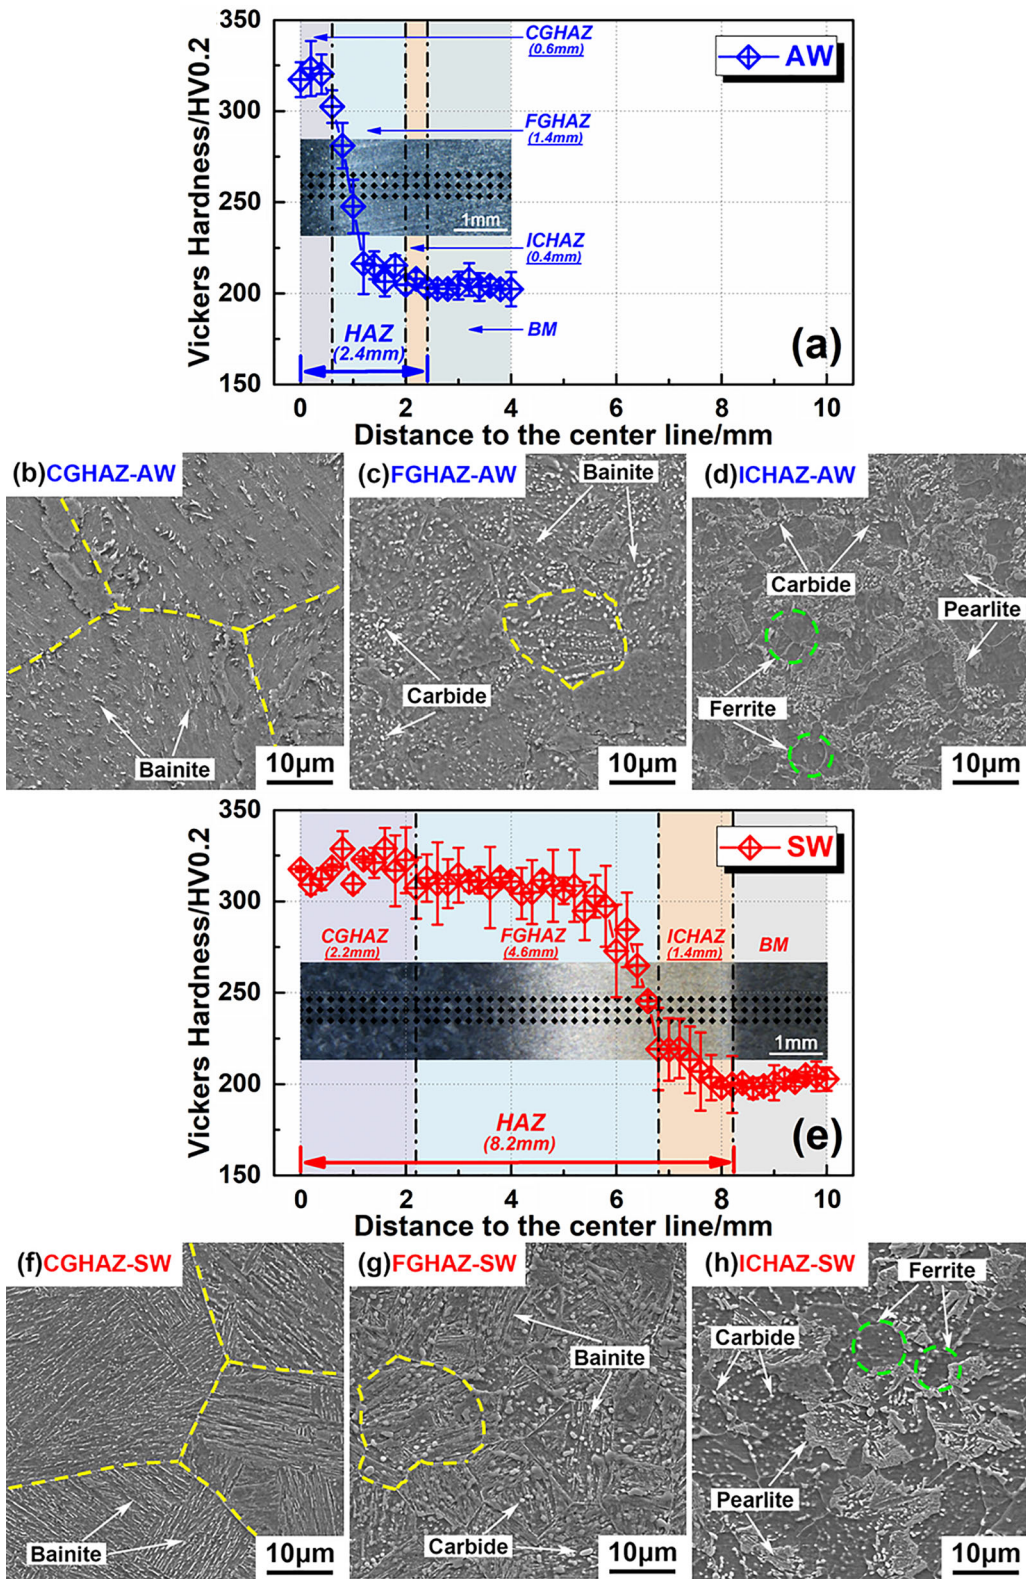 350
300
250
200
150
Vickers Hardness/HV0.2
CGHAZ
(0.6mm)
AW
FGHAZ
(1.4mm)
1mm
ICHAZ
(0.4mm)
HAZ
(2.4mm)
BM
(a)
0 2 4 6 8 10
Distance to the center line/mm
(b)CGHAZ-AW
Bainite
10μm
(c)FGHAZ-AW
Bainite
Carbide
10μm
(d)ICHAZ-AW
Carbide
Pearlite
Ferrite
10μm
350
300
250
200
150
Vickers Hardness/HV0.2
SW
CGHAZ
(2.2mm)
FGHAZ
(4.6mm)
ICHAZ
(1.4mm)
BM
1mm
HAZ
(8.2mm)
(e)
0 2 4 6 8 10
Distance to the center line/mm
(f)CGHAZ-SW
Bainite
10μm
(g)FGHAZ-SW
Bainite
Carbide
10μm
(h)ICHAZ-SW
Ferrite
Carbide
Pearlite
10μm